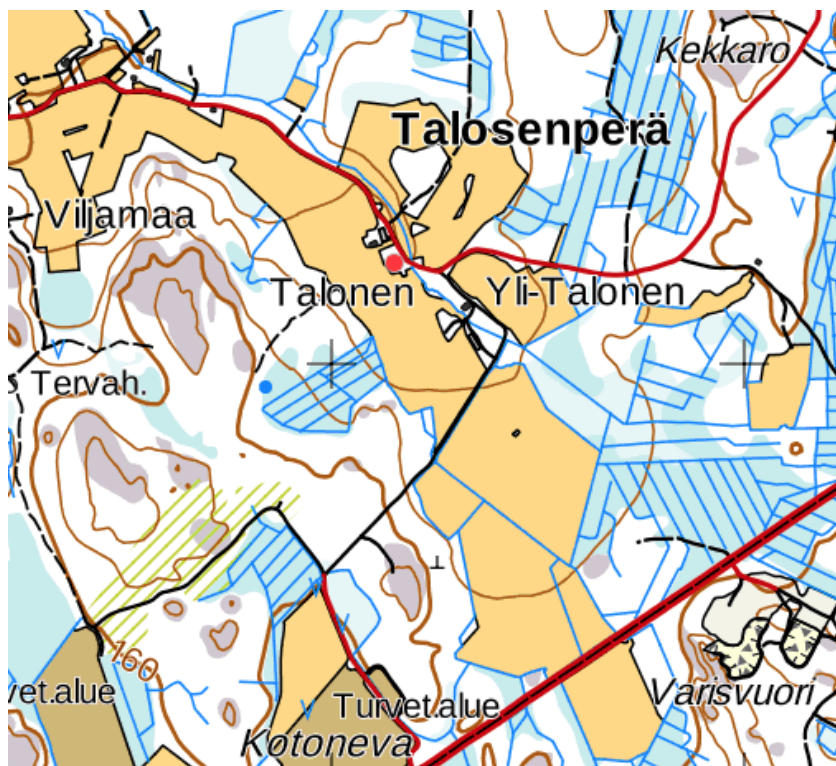 Kekkaro
Talosenperä
Viljamaa
Talonen
Yli-Talonen
Tervah.
160
vet.alue
Turvet.alue
Varisvuori
Kotoneva